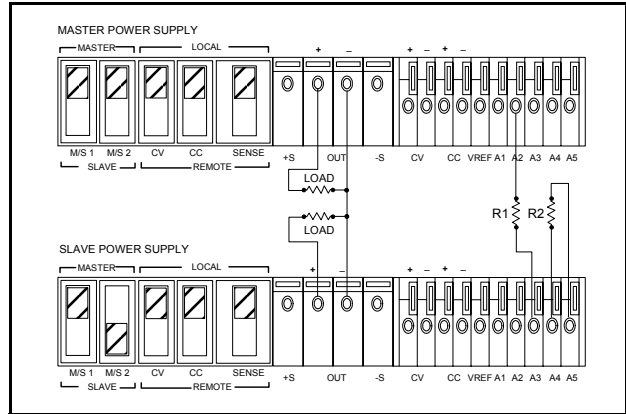 MASTER POWER SUPPLY
MASTER LOCAL
+ – + – + –
M/S 1 M/S 2 CV CC SENSE +S OUT -S CV CC VREF A1 A2 A3 A4 A5
SLAVE REMOTE
LOAD
R1 R2
LOAD
SLAVE POWER SUPPLY
MASTER LOCAL
+ – + – + –
M/S 1 M/S 2 CV CC SENSE +S OUT -S CV CC VREF A1 A2 A3 A4 A5
SLAVE REMOTE